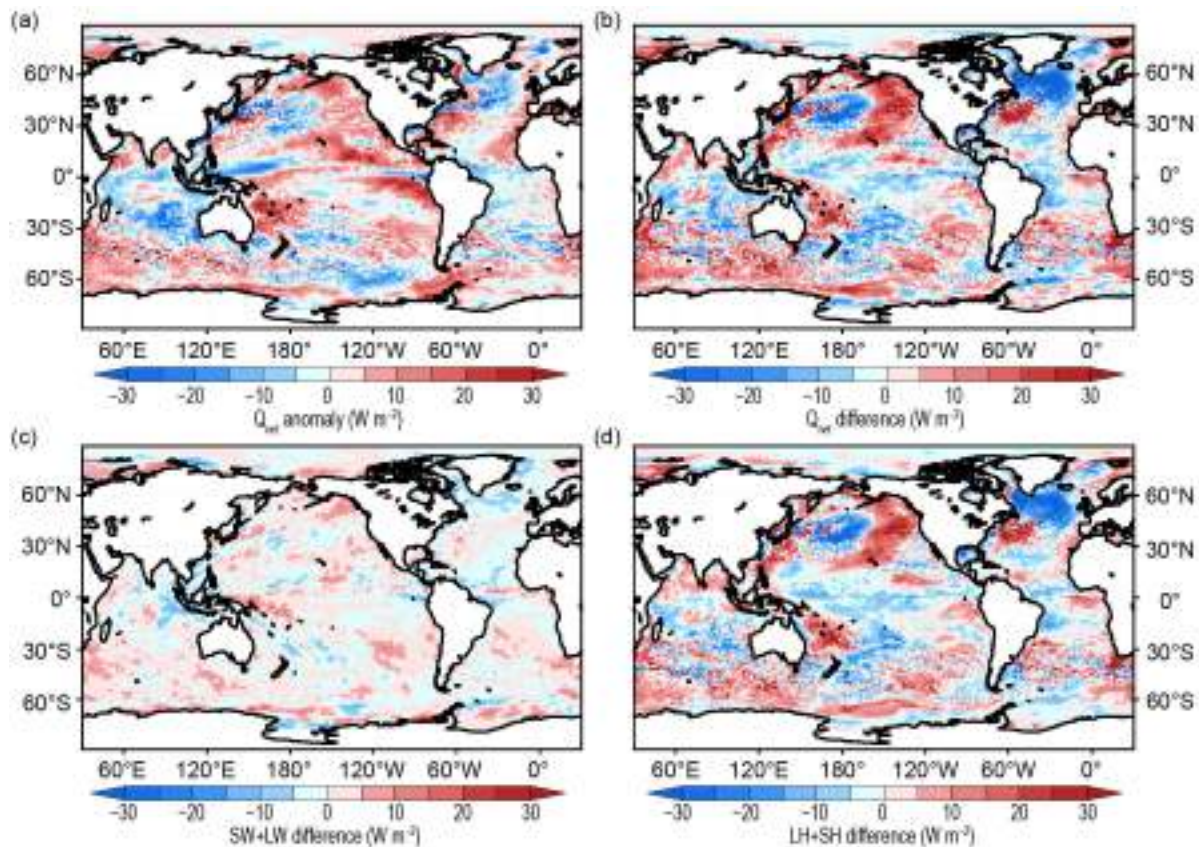 (a)
(b)
60°N
30°N
0°
30°S
60°S
60°N
30°N
0°
30°S
60°S
60°E 120°E 180° 120°W 60°W 0°
60°E 120°E 180° 120°W 60°W 0°
−30 −20 −10 0 10 20 30
−30 −20 −10 0 10 20 30
Qnet anomaly (W m⁻²)
Qnet difference (W m⁻²)
(c)
(d)
60°N
30°N
0°
30°S
60°S
60°N
30°N
0°
30°S
60°S
60°E 120°E 180° 120°W 60°W 0°
60°E 120°E 180° 120°W 60°W 0°
−30 −20 −10 0 10 20 30
−30 −20 −10 0 10 20 30
SW+LW difference (W m⁻²)
LH+SH difference (W m⁻²)